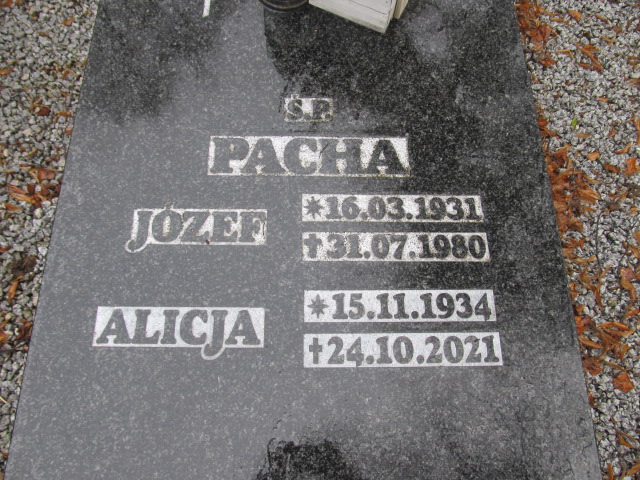 Ś.P.
PACHA
JÓZEF
*16.03.1931
✝31.07.1980
ALICJA
*15.11.1934
✝24.10.2021